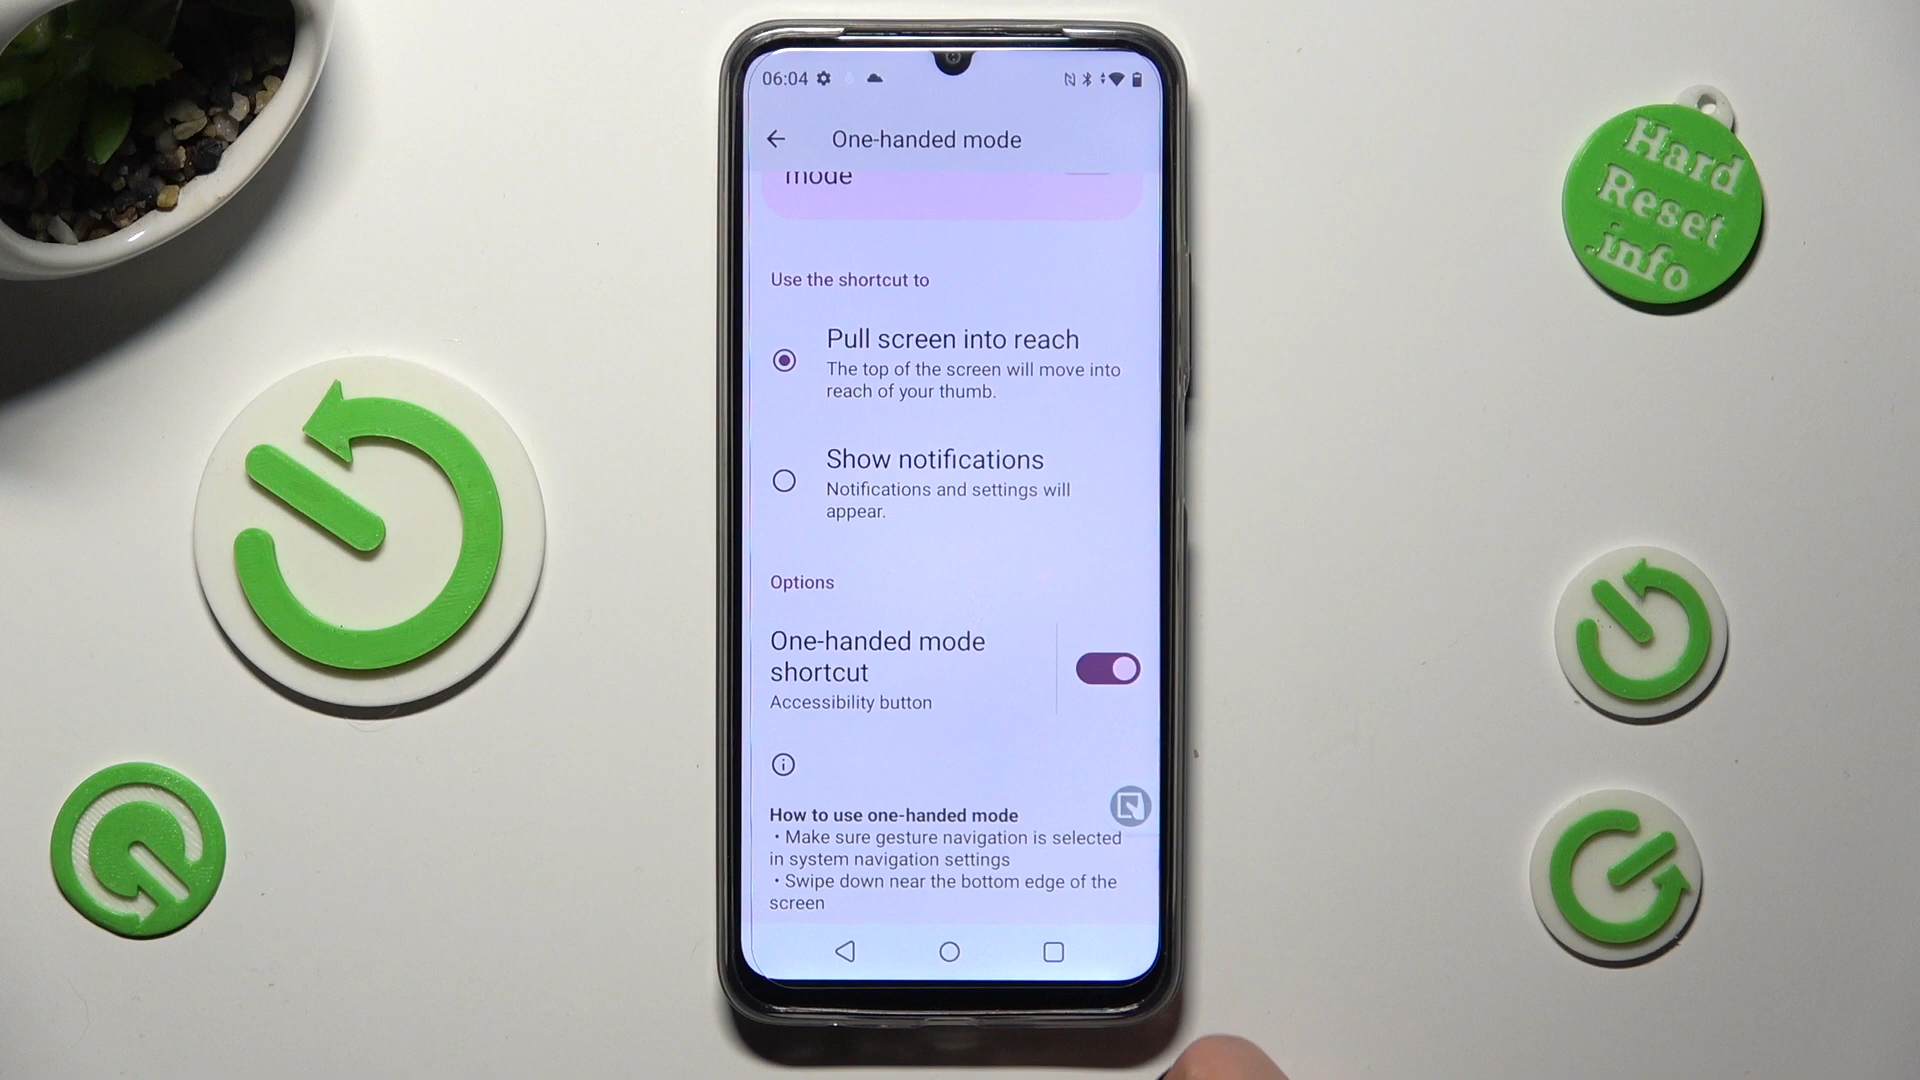 06:04
One-handed mode
mode
Use the shortcut to
Pull screen into reach
The top of the screen will move into
reach of your thumb.
Show notifications
Notifications and settings will
appear.
Options
One-handed mode
shortcut
Accessibility button
How to use one-handed mode
• Make sure gesture navigation is selected
in system navigation settings
• Swipe down near the bottom edge of the
screen
Hard
Reset
.info